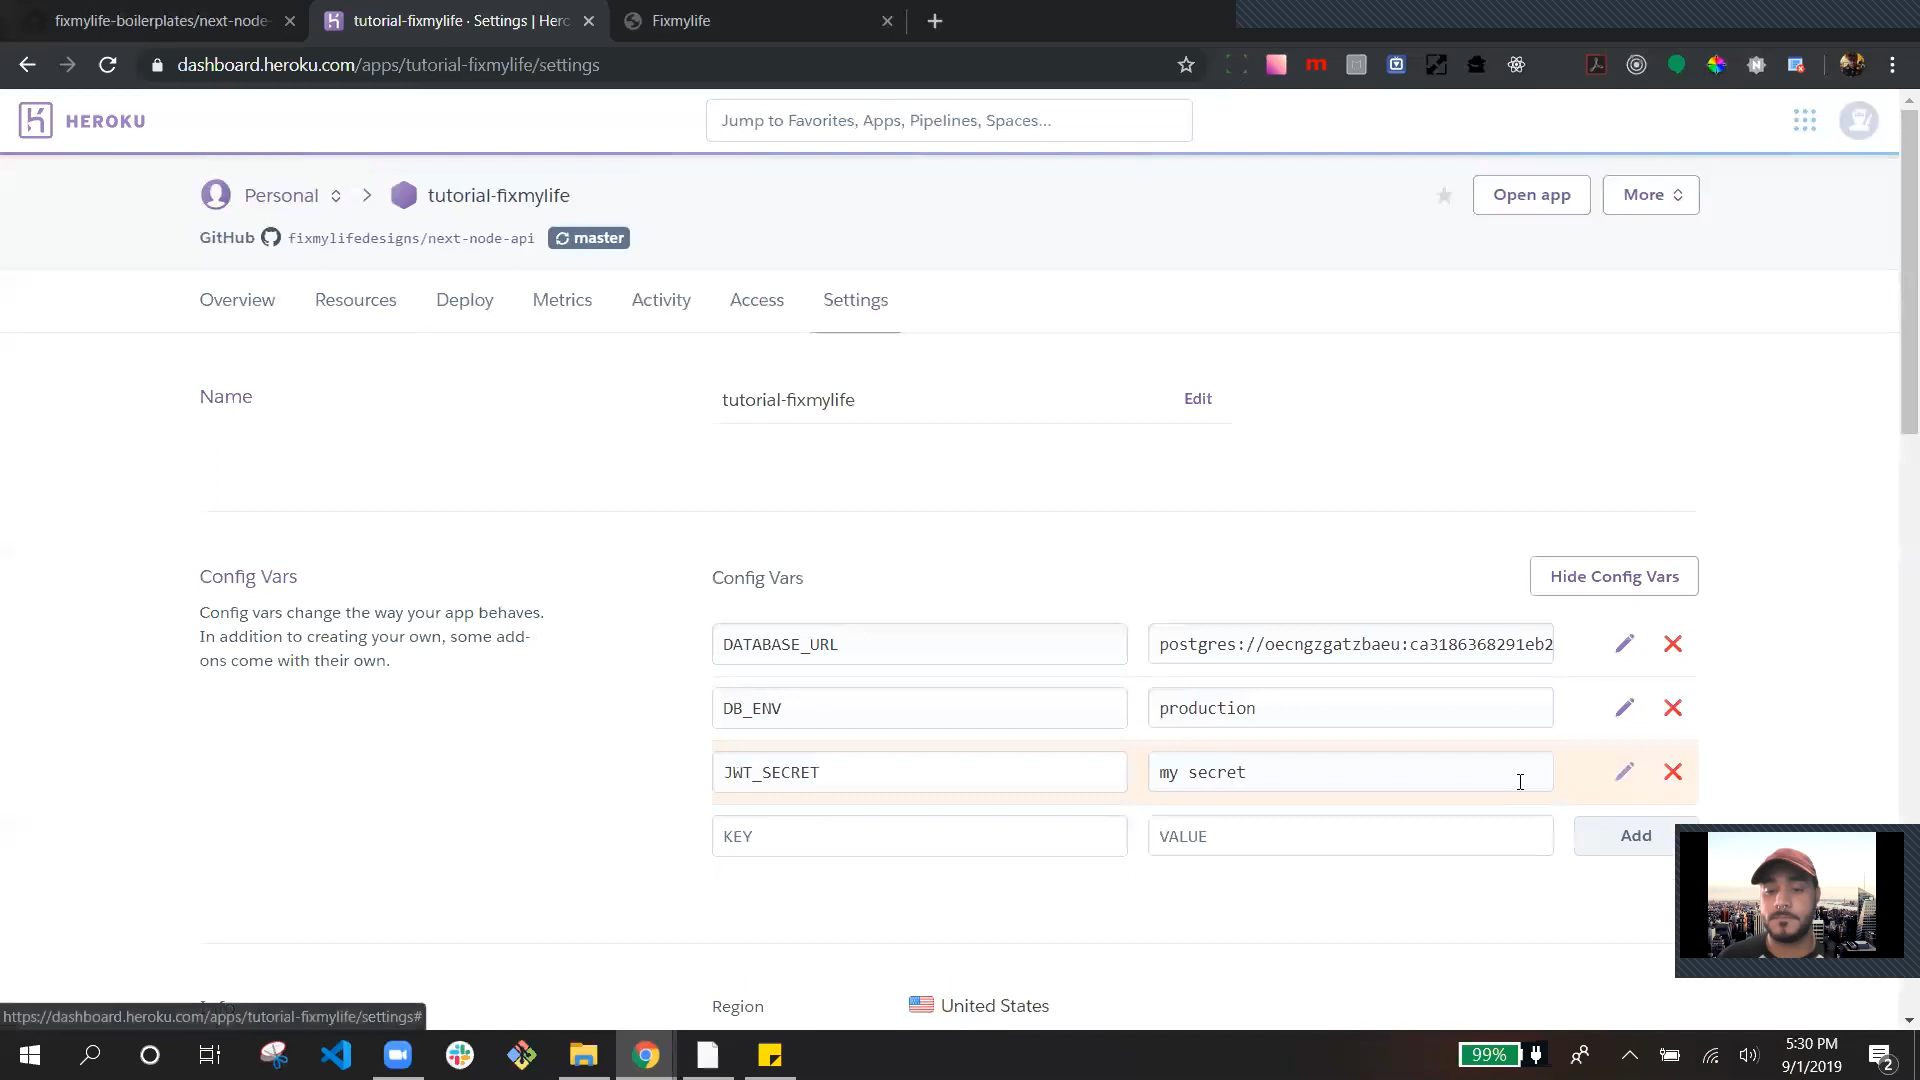 fixmylife-boilerplates/next-node-
tutorial-fixmylife · Settings | Hero
Fixmylife
dashboard.heroku.com/apps/tutorial-fixmylife/settings
HEROKU
Jump to Favorites, Apps, Pipelines, Spaces...
Personal
tutorial-fixmylife
Open app
More
GitHub
fixmylifedesigns/next-node-api
master
Overview
Resources
Deploy
Metrics
Activity
Access
Settings
Name
tutorial-fixmylife
Edit
Config Vars
Config vars change the way your app behaves.
In addition to creating your own, some add-
ons come with their own.
Config Vars
Hide Config Vars
DATABASE_URL
postgres://oecngzgatzbaeu:ca3186368291eb2
DB_ENV
production
JWT_SECRET
my secret
KEY
VALUE
Add
Region
United States
https://dashboard.heroku.com/apps/tutorial-fixmylife/settings#
99%
5:30 PM
9/1/2019
2